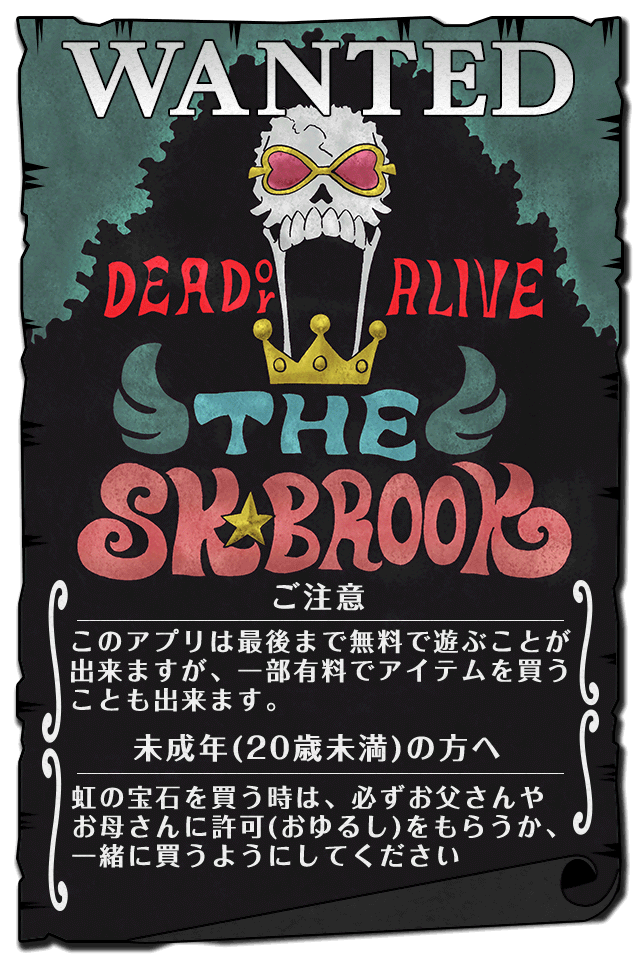 WANTED
DEAD or ALIVE
THE
SK★BROOK
ご注意
このアプリは最後まで無料で遊ぶことが
出来ますが、一部有料でアイテムを買う
ことも出来ます。
未成年(20歳未満)の方へ
虹の宝石を買う時は、必ずお父さんや
お母さんに許可(おゆるし)をもらうか、
一緒に買うようにしてください